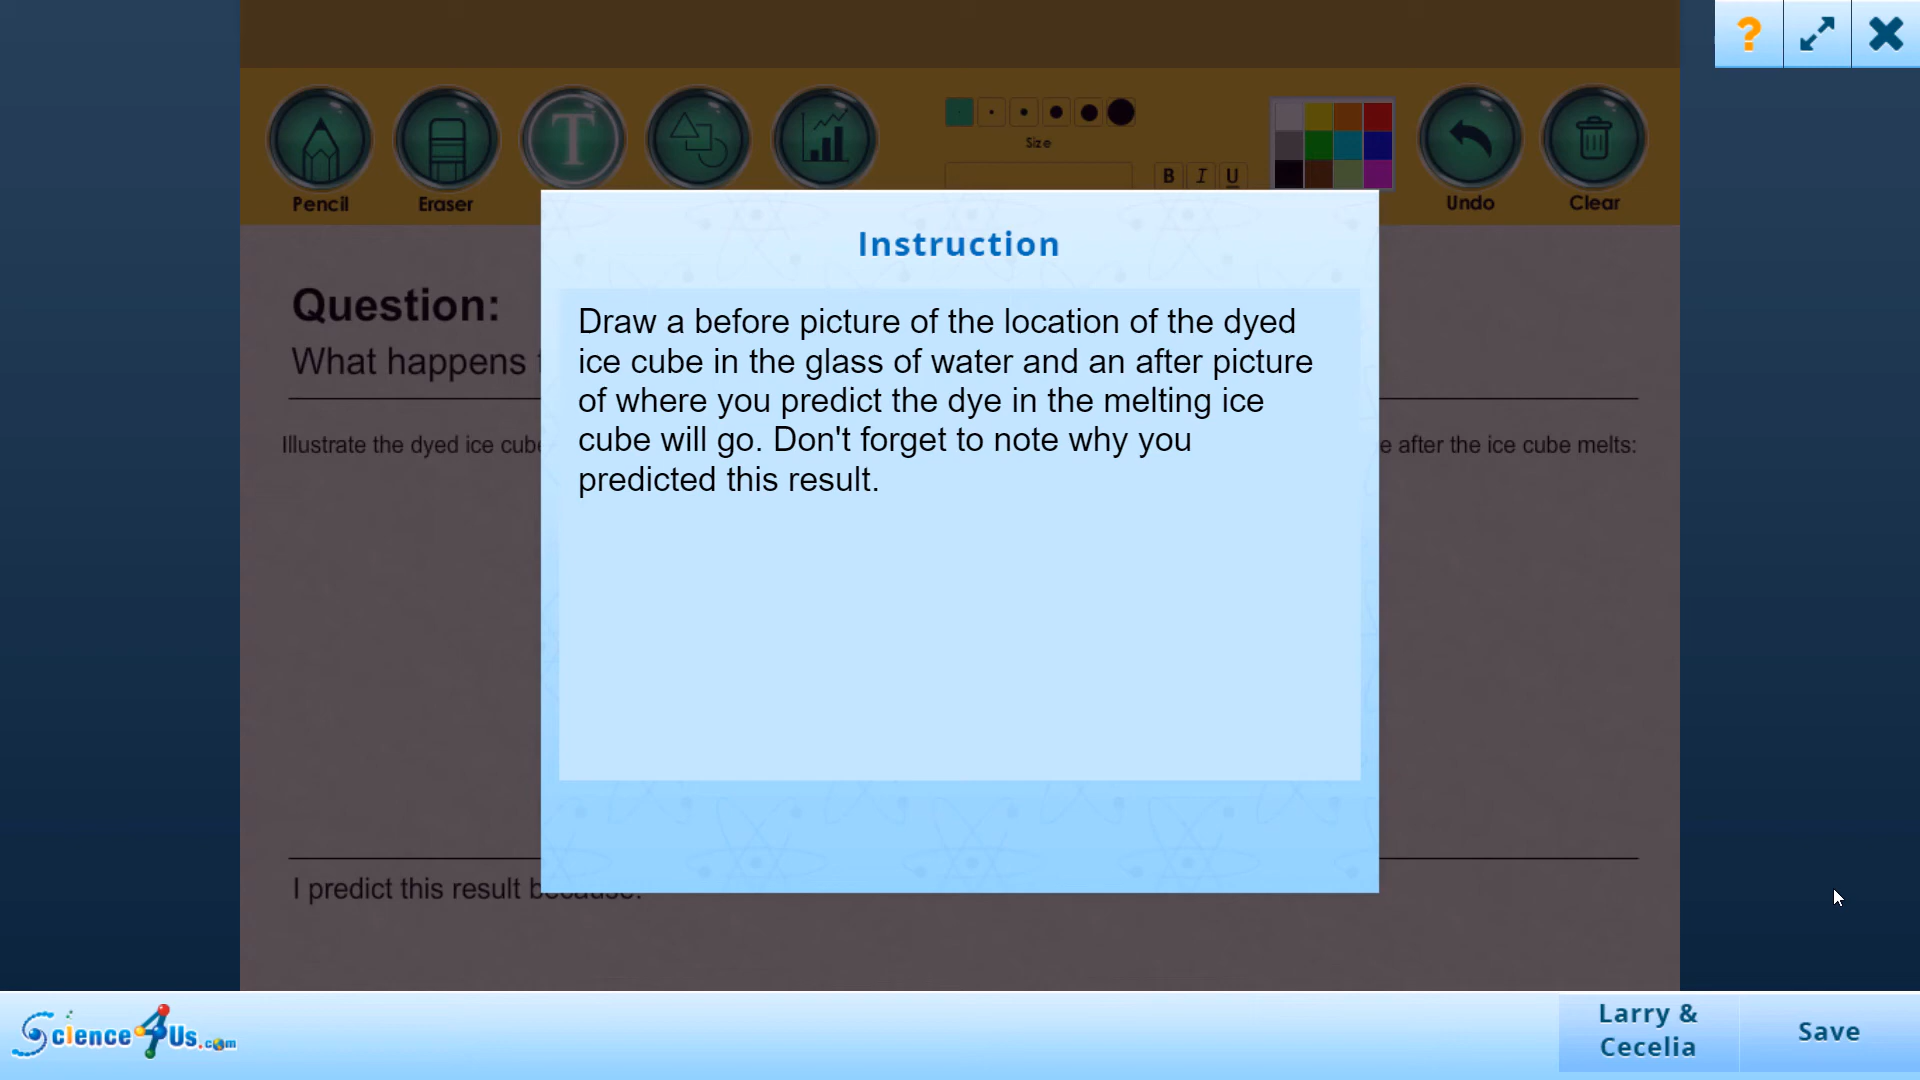 ?
T
Size
B I U
Pencil
Eraser
Undo
Clear
Instruction
Question:
What happens
Draw a before picture of the location of the dyed
ice cube in the glass of water and an after picture
of where you predict the dye in the melting ice
cube will go. Don't forget to note why you
predicted this result.
Illustrate the dyed ice cube
after the ice cube melts:
I predict this result because:
Science4Us.com
Larry &
Cecelia
Save